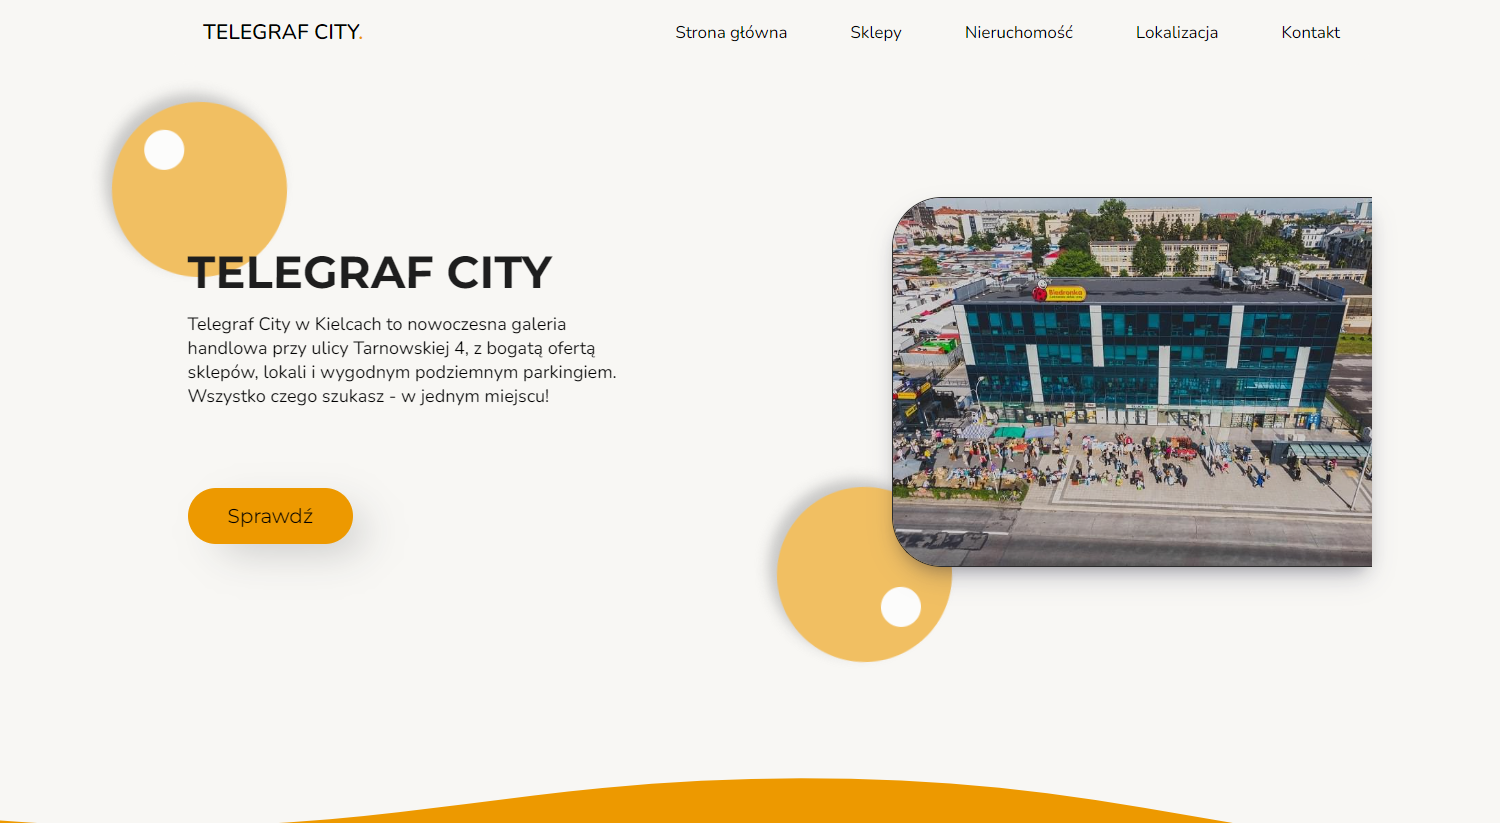 TELEGRAF CITY.
Strona główna
Sklepy
Nieruchomość
Lokalizacja
Kontakt
TELEGRAF CITY
Telegraf City w Kielcach to nowoczesna galeria
handlowa przy ulicy Tarnowskiej 4, z bogatą ofertą
sklepów, lokali i wygodnym podziemnym parkingiem.
Wszystko czego szukasz - w jednym miejscu!
Biedronka
Sprawdź